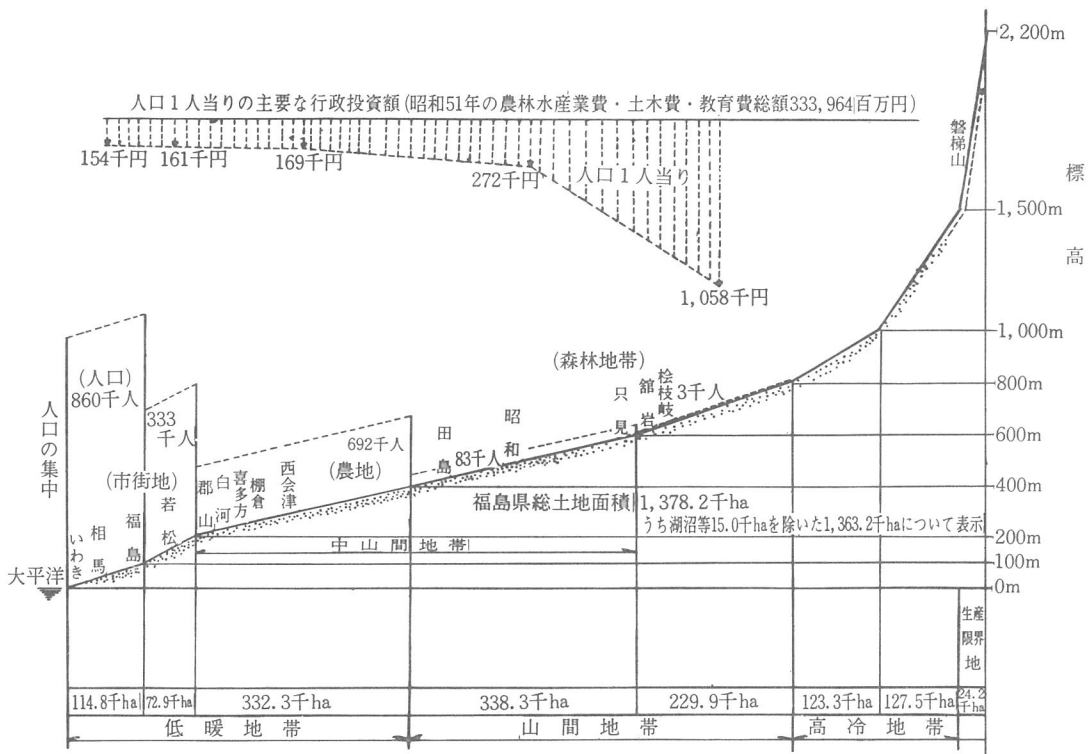 2,200m
人口1人当りの主要な行政投資額(昭和51年の農林水産業費・土木費・教育費総額333,964百万円)
154千円
161千円
169千円
272千円
人口1人当り
1,058千円
磐梯山
標高
1,500m
1,000m
800m
600m
400m
200m
100m
0m
人口の集中
(人口)
860千人
333
千人
692千人
83千人
3千人
(市街地)
(農地)
(森林地帯)
いわき
相馬
福島
若松
郡山
白河
喜多方
棚倉
西会津
田島
昭和
只見
舘岩
桧枝岐
福島県総土地面積1,378.2千ha
うち湖沼等15.0千haを除いた1,363.2千haについて表示
中山間地帯
大平洋
生産限界地
114.8千ha
72.9千ha
332.3千ha
338.3千ha
229.9千ha
123.3千ha
127.5千ha
24.2
千ha
低暖地帯
山間地帯
高冷地帯